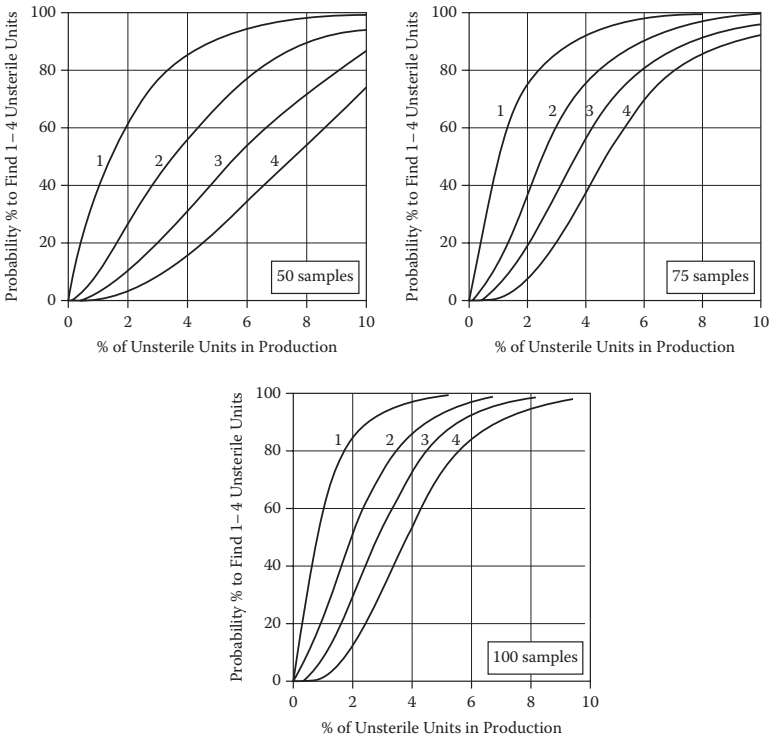 Probability % to Find 1–4 Unsterile Units
100
80
60
40
20
0
1
2
3
4
50 samples
0 2 4 6 8 10
% of Unsterile Units in Production
Probability % to Find 1–4 Unsterile Units
100
80
60
40
20
0
1
2
3
4
75 samples
0 2 4 6 8 10
% of Unsterile Units in Production
Probability % to Find 1–4 Unsterile Units
100
80
60
40
20
0
1
2
3
4
100 samples
0 2 4 6 8 10
% of Unsterile Units in Production